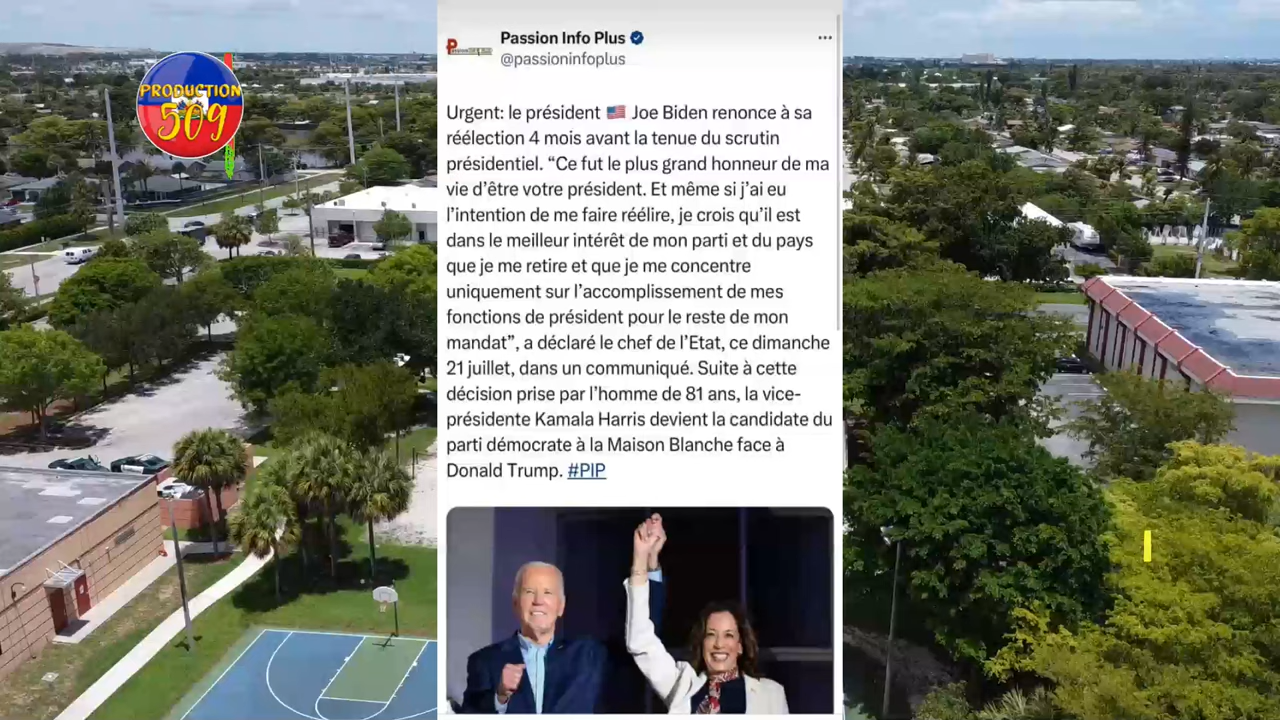 PRODUCTION
509
Passion Info Plus
@passioninfoplus
Urgent: le président 🇺🇸 Joe Biden renonce à sa
réélection 4 mois avant la tenue du scrutin
présidentiel. “Ce fut le plus grand honneur de ma
vie d’être votre président. Et même si j’ai eu
l’intention de me faire réélire, je crois qu’il est
dans le meilleur intérêt de mon parti et du pays
que je me retire et que je me concentre
uniquement sur l’accomplissement de mes
fonctions de président pour le reste de mon
mandat”, a déclaré le chef de l’Etat, ce dimanche
21 juillet, dans un communiqué. Suite à cette
décision prise par l’homme de 81 ans, la vice-
présidente Kamala Harris devient la candidate du
parti démocrate à la Maison Blanche face à
Donald Trump. #PIP